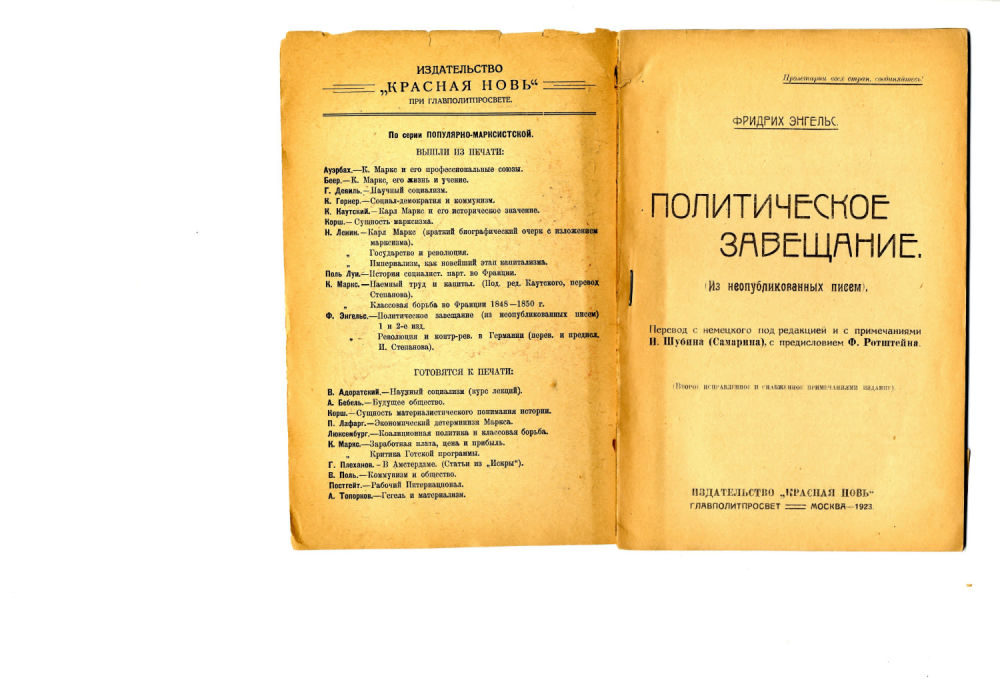 ИЗДАТЕЛЬСТВО
„КРАСНАЯ НОВЬ“
ПРИ ГЛАВПОЛИТПРОСВЕТЕ.
По серии ПОПУЛЯРНО-МАРКСИСТСКОЙ.
ВЫШЛИ ИЗ ПЕЧАТИ:
Ауэрбах.—К. Маркс и его профессиональные союзы.
Беер.—К. Маркс, его жизнь и учение.
Г. Девиль.—Научный социализм.
К. Горнер.—Социал-демократия и коммунизм.
К. Каутский.—Карл Маркс и его историческое значение.
Корш.—Сущность марксизма.
Н. Ленин.—Карл Маркс (краткий биографический очерк с изложением
марксизма).
„ Государство и революция.
„ Империализм, как новейший этап капитализма.
Поль Луи.—История социалист. парт. во Франции.
К. Маркс.—Наемный труд и капитал. (Под. ред. Каутского, перевод
Степанова).
„ Классовая борьба во Франции 1848—1850 г.
Ф. Энгельс.—Политическое завещание (из неопубликованных писем)
1 и 2-е изд.
„ Революция и контр-рев. в Германии (перев. и предисл.
И. Степанова).
ГОТОВЯТСЯ К ПЕЧАТИ:
В. Адоратский.—Научный социализм (курс лекций).
А. Бебель.—Будущее общество.
Корш.—Сущность материалистического понимания истории.
П. Лафарг.—Экономический детерминизм Маркса.
Люксембург.—Коалиционная политика и классовая борьба.
К. Маркс.—Заработная плата, цена и прибыль.
„ Критика Готской программы.
Г. Плеханов.—В Амстердаме. (Статьи из „Искры“).
В. Поль.—Коммунизм и общество.
Постгейт.—Рабочий Интернационал.
А. Топорков.—Гегель и материализм.
Пролетарии всех стран, соединяйтесь!
ФРИДРИХ ЭНГЕЛЬС.
ПОЛИТИЧЕСКОЕ
ЗАВЕЩАНИЕ.
(Из неопубликованных писем).
Перевод с немецкого под редакцией и с примечаниями
И. Шубина (Самарина), с предисловием Ф. Ротштейна.
(Второе исправленное и снабженное примечаниями издание).
ИЗДАТЕЛЬСТВО „КРАСНАЯ НОВЬ“
ГЛАВПОЛИТПРОСВЕТ МОСКВА—1923.